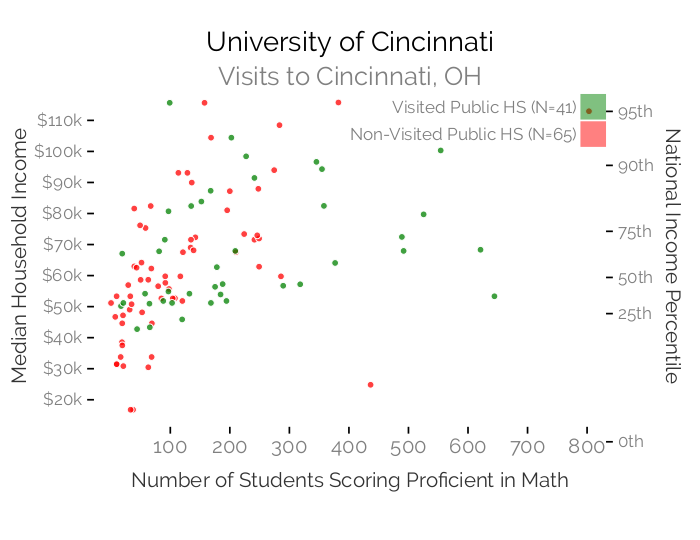 University of Cincinnati
Visits to Cincinnati, OH
Visited Public HS (N=41)
Non-Visited Public HS (N=65)
Median Household Income
$110k
$100k
$90k
$80k
$70k
$60k
$50k
$40k
$30k
$20k
95th
90th
75th
50th
25th
0th
National Income Percentile
100 200 300 400 500 600 700 800
Number of Students Scoring Proficient in Math